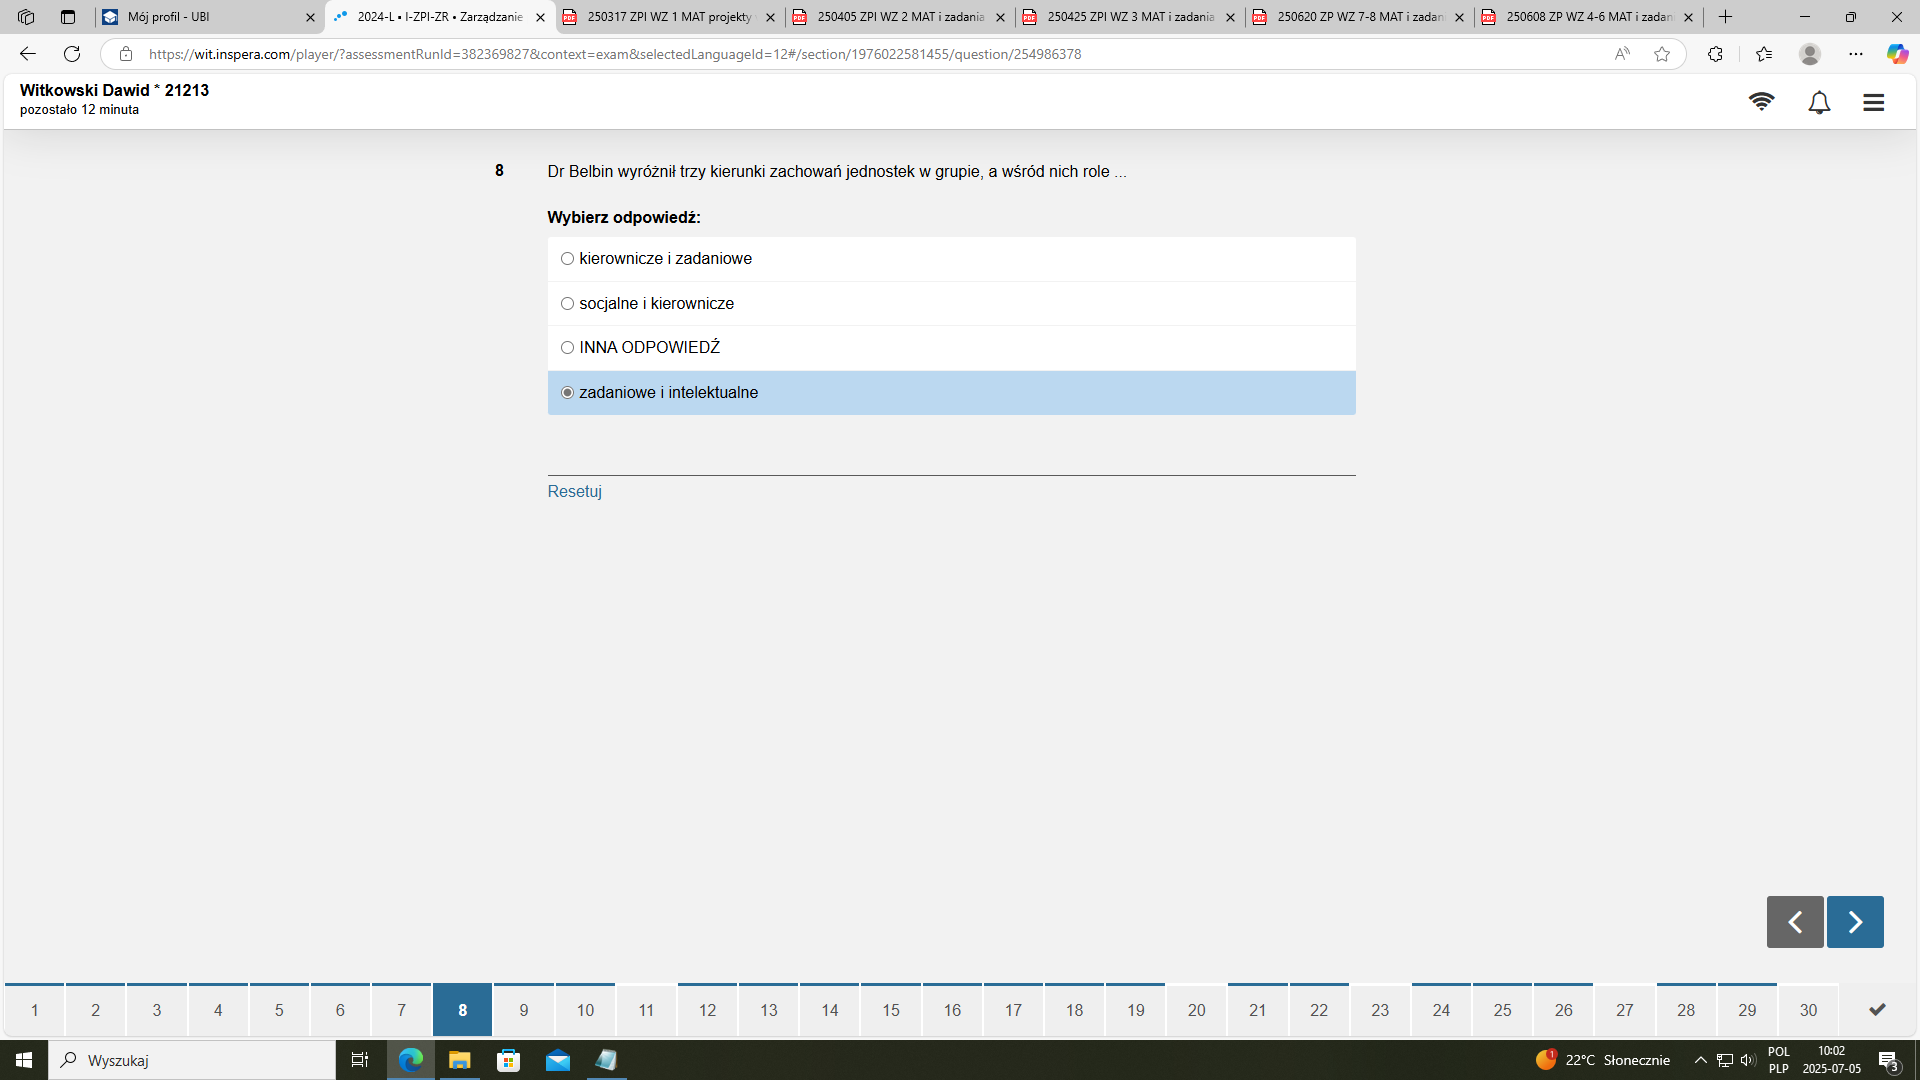 Mój profil - UBI
2024-L • I-ZPI-ZR • Zarządzanie
250317 ZPI WZ 1 MAT projekty
250405 ZPI WZ 2 MAT i zadania
250425 ZPI WZ 3 MAT i zadania
250620 ZP WZ 7-8 MAT i zadan
250608 ZP WZ 4-6 MAT i zadan
https://wit.inspera.com/player/?assessmentRunId=382369827&context=exam&selectedLanguageId=12#/section/1976022581455/question/254986378
Witkowski Dawid * 21213
pozostało 12 minuta
8 Dr Belbin wyróżnił trzy kierunki zachowań jednostek w grupie, a wśród nich role ...
Wybierz odpowiedź:
kierownicze i zadaniowe
socjalne i kierownicze
INNA ODPOWIEDŹ
zadaniowe i intelektualne
Resetuj
1 2 3 4 5 6 7 8 9 10 11 12 13 14 15 16 17 18 19 20 21 22 23 24 25 26 27 28 29 30
Wyszukaj
1
22°C Słonecznie
POL
PLP
10:02
2025-07-05
3